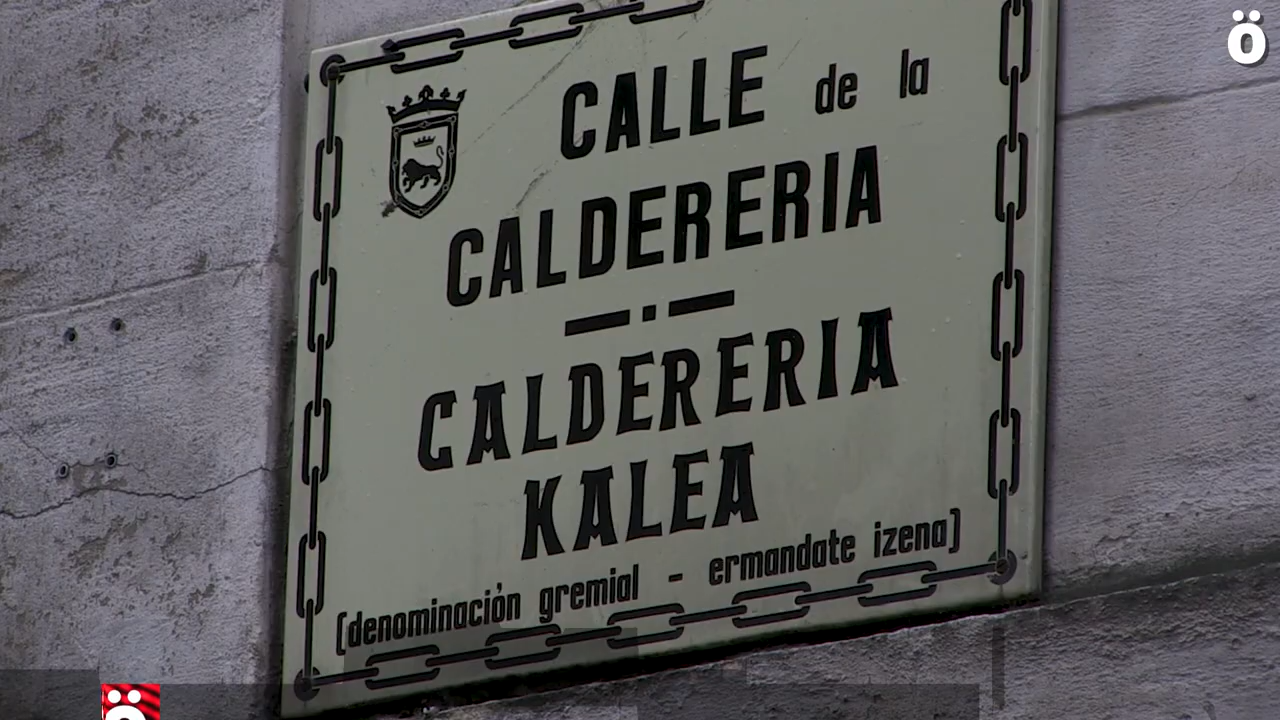 ö
CALLE de la
CALDERERIA
CALDERERIA
KALEA
(denominación gremial - ermandate izena)
ö